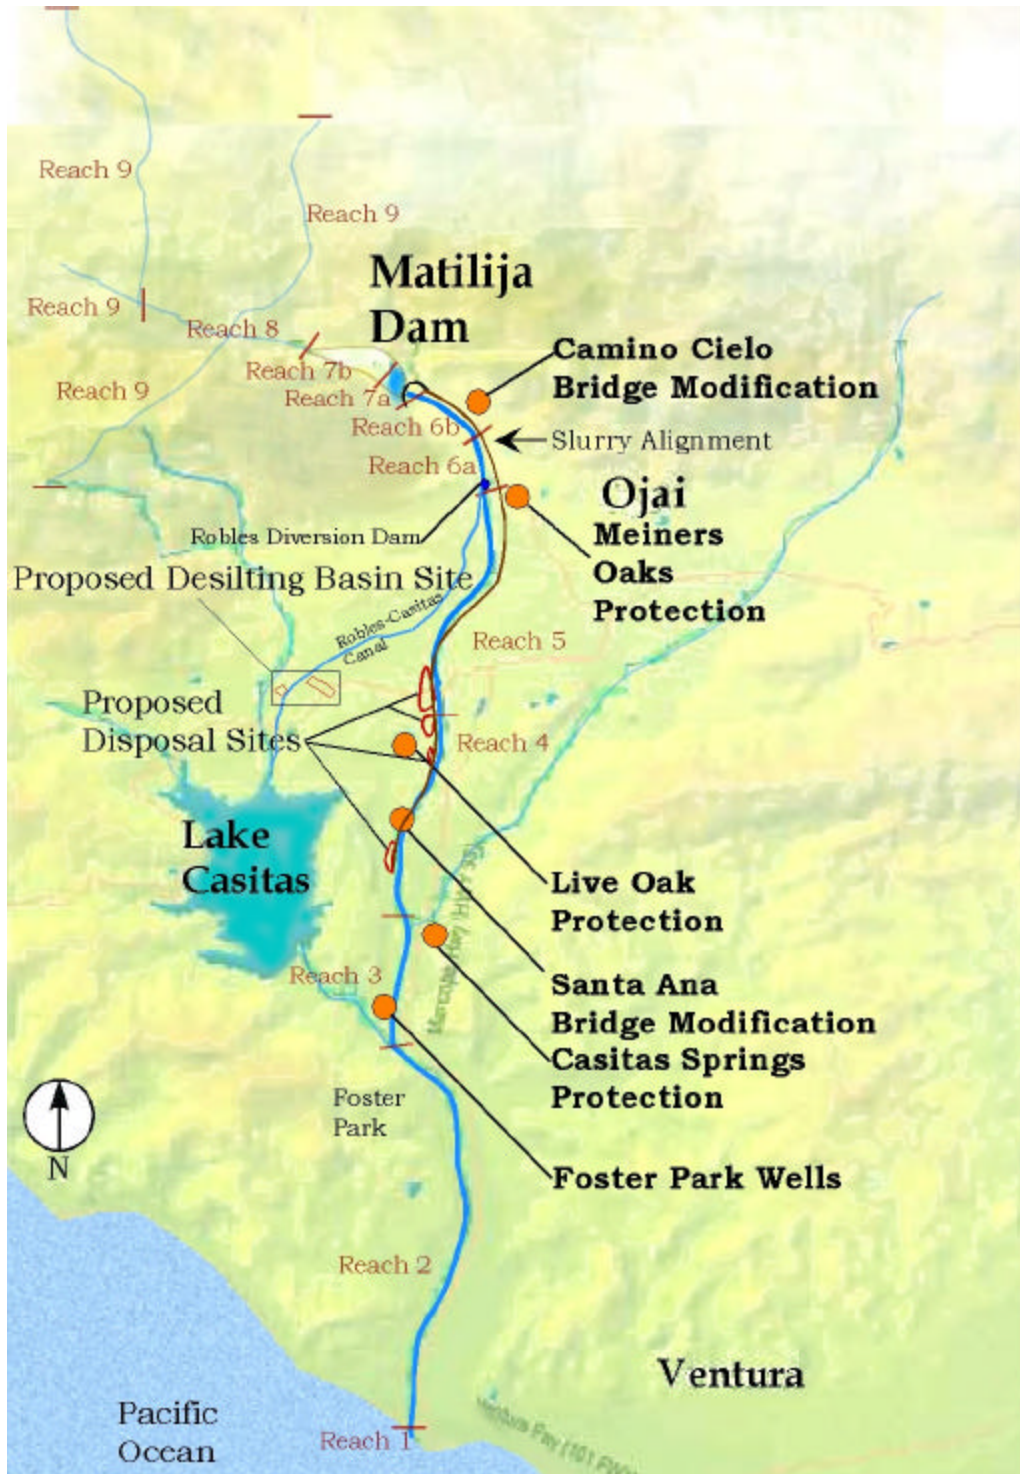 Reach 9
Reach 9
Matilija
Dam
Reach 9
Reach 8
Camino Cielo
Bridge Modification
Reach 7b
Reach 9
Reach 7a
Reach 6b
Slurry Alignment
Reach 6a
Ojai
Meiners
Oaks
Protection
Robles Diversion Dam
Proposed Desilting Basin Site
Robles-Casitas
Canal
Reach 5
Proposed
Disposal Sites
Reach 4
Lake
Casitas
Live Oak
Protection
Reach 3
Santa Ana
Bridge Modification
Casitas Springs
Protection
Foster
Park
N
Foster Park Wells
Reach 2
Ventura
Pacific
Ocean
Reach 1